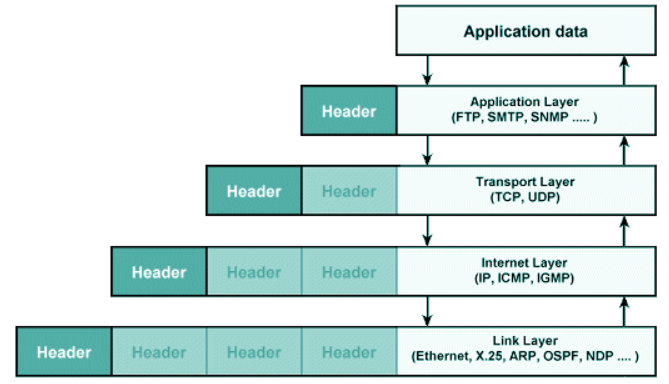 Application data
Header
Application Layer
(FTP, SMTP, SNMP ..... )
Header Header
Transport Layer
(TCP, UDP)
Header Header Header
Internet Layer
(IP, ICMP, IGMP)
Header Header Header Header
Link Layer
(Ethernet, X.25, ARP, OSPF, NDP .... )